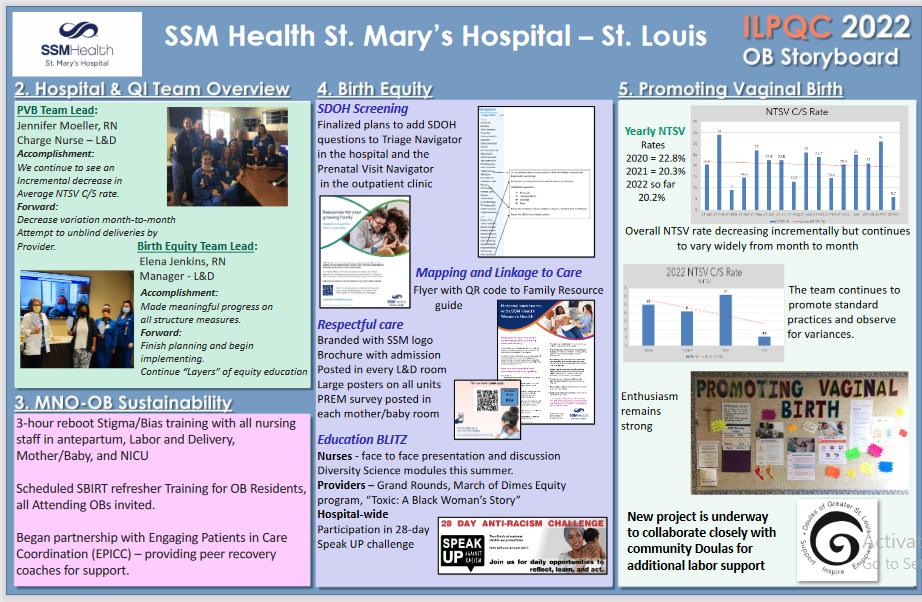 SSMHealth
St. Mary's Hospital
SSM Health St. Mary's Hospital – St. Louis
ILPQC 2022
OB Storyboard
2. Hospital & QI Team Overview
PVB Team Lead:
Jennifer Moeller, RN
Charge Nurse – L&D
Accomplishment:
We continue to see an
Incremental decrease in
Average NTSV C/S rate.
Forward:
Decrease variation month-to-month
Attempt to unblind deliveries by
Provider.
Birth Equity Team Lead:
Elena Jenkins, RN
Manager - L&D
Accomplishment:
Made meaningful progress on
all structure measures.
Forward:
Finish planning and begin
implementing.
Continue "Layers" of equity education
3. MNO-OB Sustainability
3-hour reboot Stigma/Bias training with all nursing
staff in antepartum, Labor and Delivery,
Mother/Baby, and NICU
Scheduled SBIRT refresher Training for OB Residents,
all Attending OBs invited.
Began partnership with Engaging Patients in Care
Coordination (EPICC) – providing peer recovery
coaches for support.
4. Birth Equity
SDOH Screening
Finalized plans to add SDOH
questions to Triage Navigator
in the hospital and the
Prenatal Visit Navigator
in the outpatient clinic
Resources for your
growing family
Mapping and Linkage to Care
Flyer with QR code to Family Resource
guide
Maternal care teams
with SSM Health
Women's Health
Respectful care
Branded with SSM logo
Brochure with admission
Posted in every L&D room
Large posters on all units
PREM survey posted in
each mother/baby room
Education BLITZ
Nurses - face to face presentation and discussion
Diversity Science modules this summer.
Providers – Grand Rounds, March of Dimes Equity
program, "Toxic: A Black Woman's Story"
Hospital-wide
Participation in 28-day
Speak UP challenge
28 DAY ANTI-RACISM CHALLENGE
SPEAK
UP AGAINST
RACISM
Join us for daily opportunities to
reflect, learn, and act.
5. Promoting Vaginal Birth
Yearly NTSV
Rates
2020 = 22.8%
2021 = 20.3%
2022 so far
20.2%
NTSV C/S Rate
Overall NTSV rate decreasing incrementally but continues
to vary widely from month to month
2022 NTSV C/S Rate
The team continues to
promote standard
practices and observe
for variances.
Enthusiasm
remains
strong
PROMOTING VAGINAL
BIRTH
New project is underway
to collaborate closely with
community Doulas for
additional labor support
Doulas of Greater St. Louis
Support Inspire Empower
Activa
Go to Se